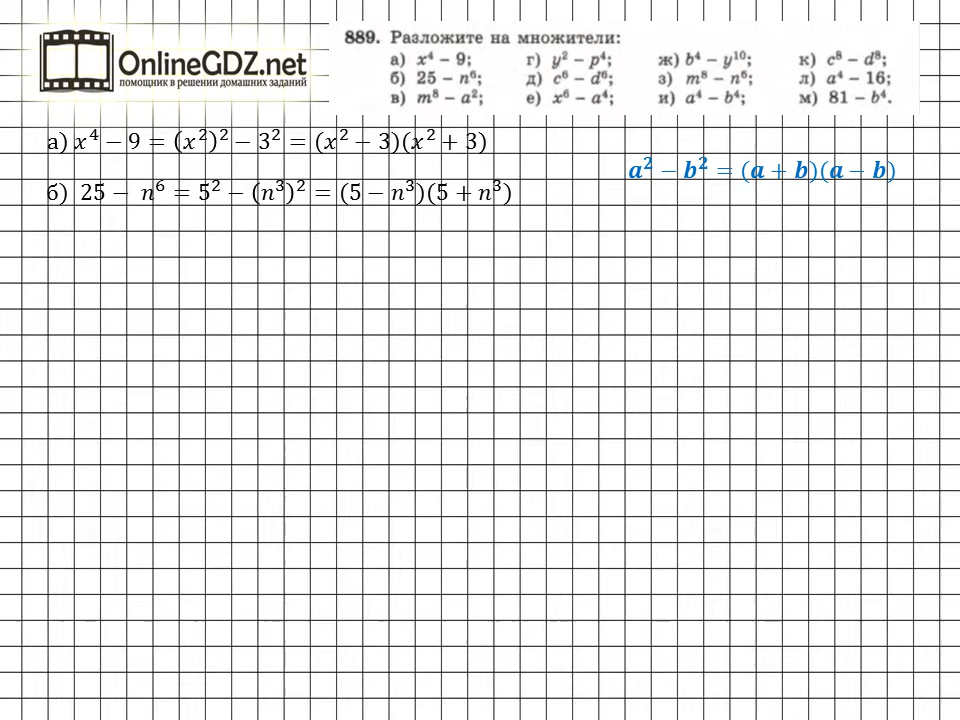 OnlineGDZ.net
помощник в решении домашних заданий
889. Разложите на множители:
а) x⁴ – 9; г) y² – p⁴; ж) b⁴ – y¹⁰; к) c⁸ – d⁸;
б) 25 – n⁶; д) c⁶ – d⁶; з) m⁸ – n⁶; л) a⁴ – 16;
в) m⁸ – a²; е) x⁶ – a⁴; и) a⁴ – b⁴; м) 81 – b⁴.
а) x⁴ − 9 = (x²)² − 3² = (x² − 3)(x² + 3)
a² − b² = (a + b)(a − b)
б) 25 − n⁶ = 5² − (n³)² = (5 − n³)(5 + n³)